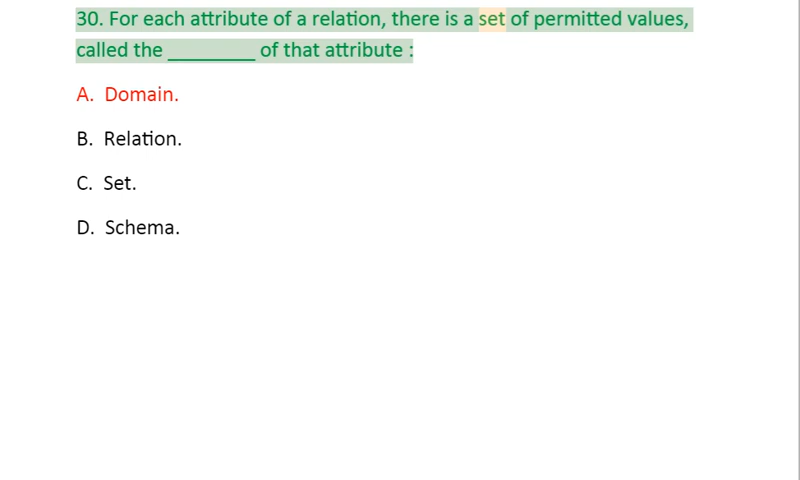 30. For each attribute of a relation, there is a set of permitted values,
called the ________ of that attribute :
A. Domain.
B. Relation.
C. Set.
D. Schema.